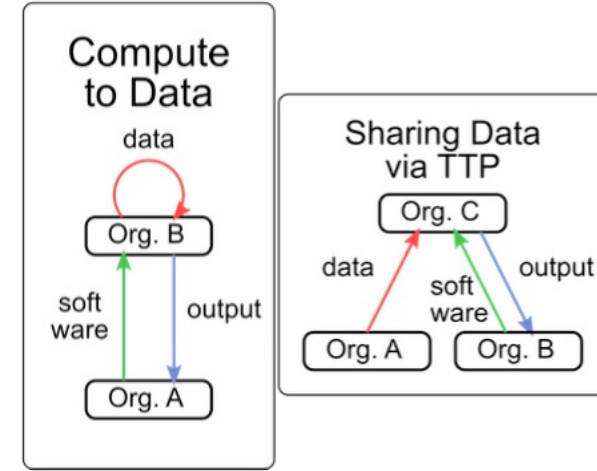 Compute
to Data
data
Org. B
soft
ware
output
Org. A
Sharing Data
via TTP
Org. C
data
soft
ware
output
Org. A
Org. B